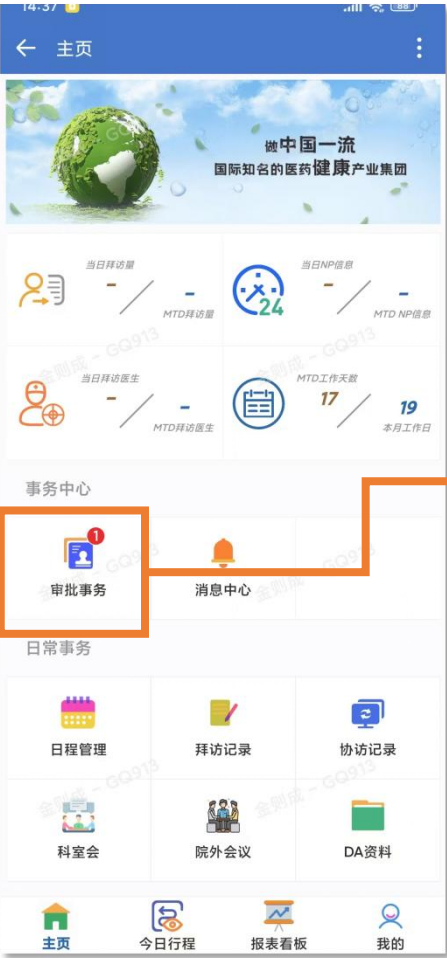 14:37
88
主页
做中国一流
国际知名的医药健康产业集团
当日拜访量
- / -
MTD拜访量
当日NP信息
24
- / -
MTD NP信息
当日拜访医生
- / -
MTD拜访医生
MTD工作天数
17 / 19
本月工作日
事务中心
1
审批事务
消息中心
日常事务
日程管理
拜访记录
协访记录
科室会
院外会议
DA资料
主页
今日行程
报表看板
我的
金则成 - GQ913